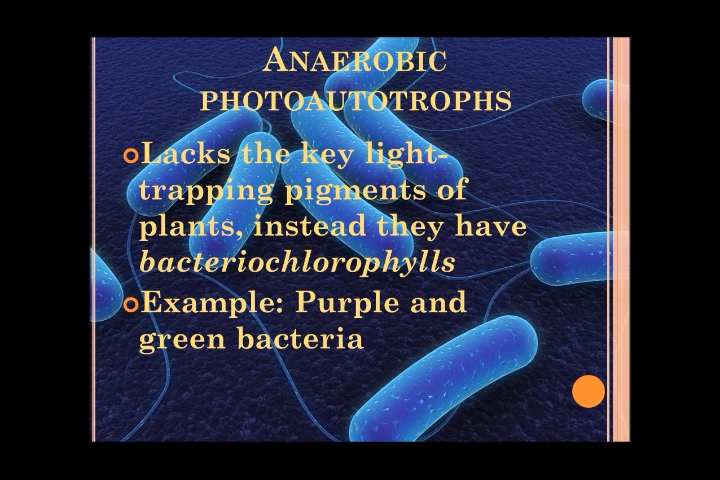 Anaerobic
photoautotrophs
Lacks the key light-
trapping pigments of
plants, instead they have
bacteriochlorophylls
Example: Purple and
green bacteria